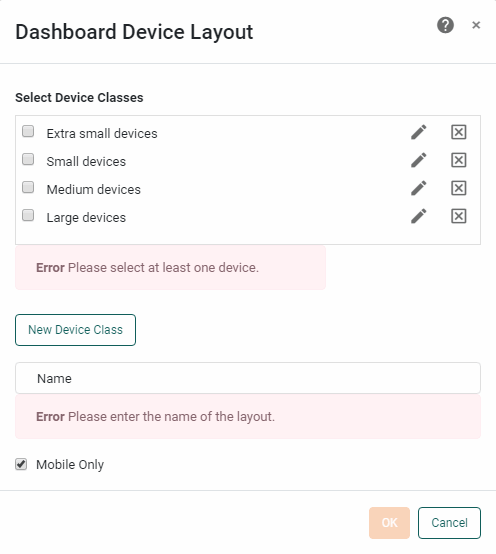 Dashboard Device Layout
Select Device Classes
Extra small devices
Small devices
Medium devices
Large devices
Error Please select at least one device.
New Device Class
Name
Error Please enter the name of the layout.
Mobile Only
OK Cancel